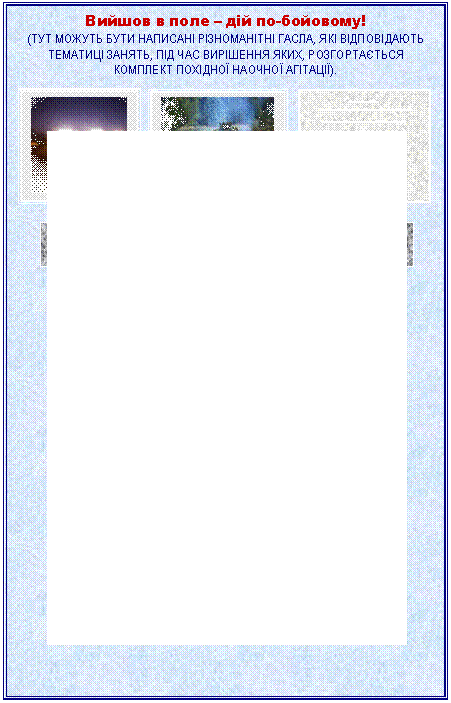 Вийшов в поле – дій по-бойовому!
(ТУТ МОЖУТЬ БУТИ НАПИСАНІ РІЗНОМАНІТНІ ГАСЛА, ЯКІ ВІДПОВІДАЮТЬ
ТЕМАТИЦІ ЗАНЯТЬ, ПІД ЧАС ВИРІШЕННЯ ЯКИХ, РОЗГОРТАЄТЬСЯ
КОМПЛЕКТ ПОХІДНОЇ НАОЧНОЇ АГІТАЦІЇ).